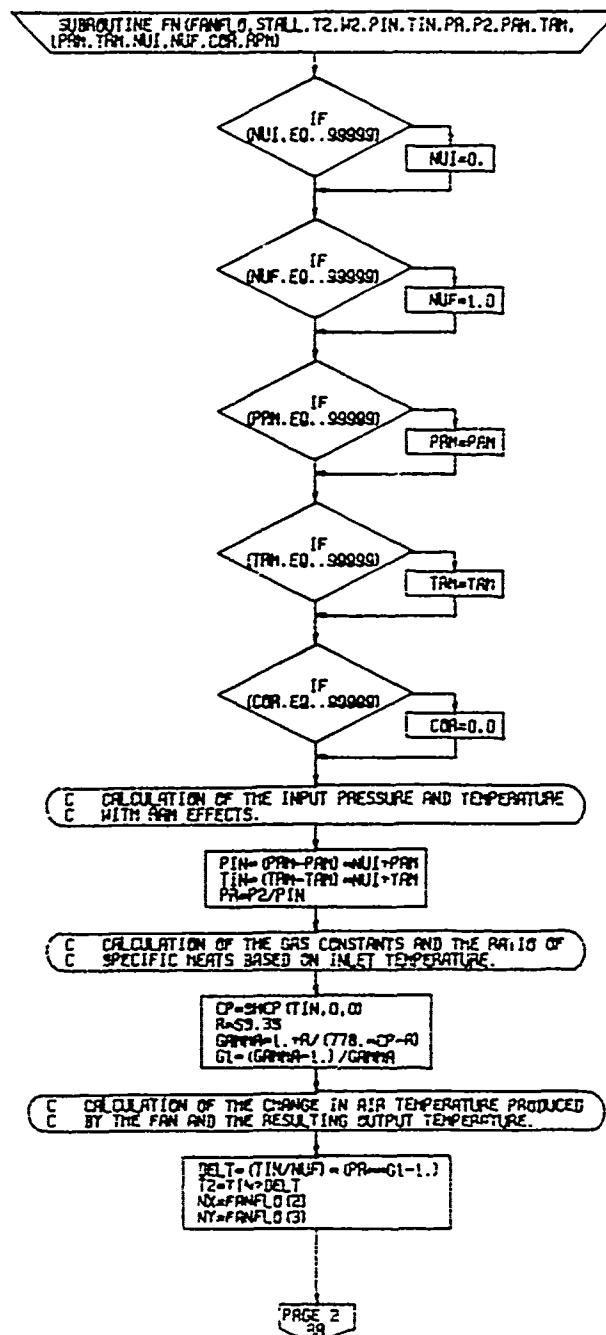 SUBROUTINE FN(FANFLO,STALL.T2.W2.PIN.TIN.PR.P2.PAM.TAM.
(PRM.TRM.NUI.NUF.COR.RPM)
IF
(NUI.EQ..99999)
NUI=0.
IF
(NUF.EQ..99999)
NUF=1.0
IF
(PRM.EQ..99999)
PRM=PAM
IF
(TRM.EQ..99999)
TRM=TAM
IF
(COR.EQ..99999)
COR=0.0
C CALCULATION OF THE INPUT PRESSURE AND TEMPERATURE
C WITH RAM EFFECTS.
PIN=(PRM-PAM)*NUI+PAM
TIN=(TRM-TAM)*NUI+TAM
PR=P2/PIN
C CALCULATION OF THE GAS CONSTANTS AND THE RATIO OF
C SPECIFIC HEATS BASED ON INLET TEMPERATURE.
CP=SHCP(TIN,0,0)
R=53.35
GAMMA=1.+R/(778.*CP-R)
G1=(GAMMA-1.)/GAMMA
C CALCULATION OF THE CHANGE IN AIR TEMPERATURE PRODUCED
C BY THE FAN AND THE RESULTING OUTPUT TEMPERATURE.
DELT=(TIN/NUF)*(PR**G1-1.)
T2=TIN+DELT
NX=FANFLO(2)
NY=FANFLO(3)
PAGE 2